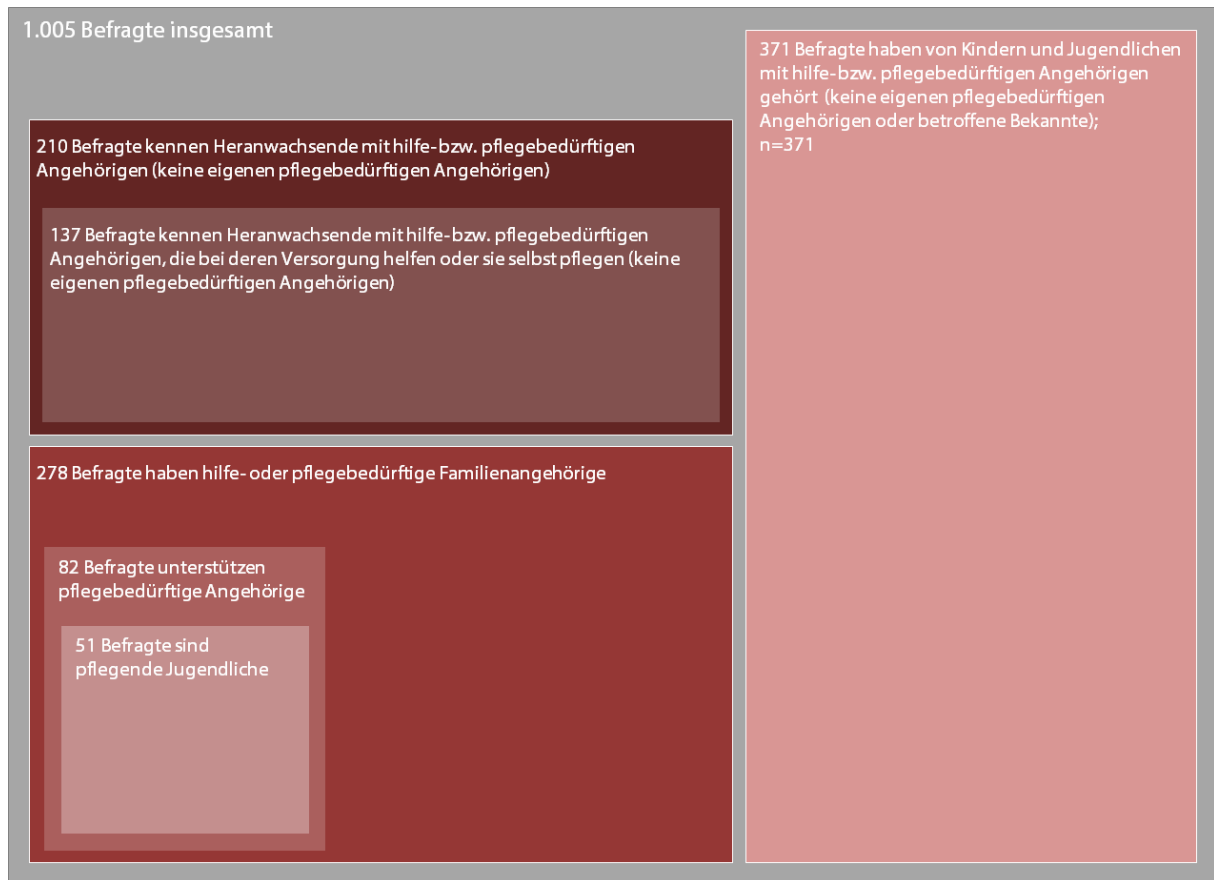 1.005 Befragte insgesamt
371 Befragte haben von Kindern und Jugendlichen
mit hilfe- bzw. pflegebedürftigen Angehörigen
gehört (keine eigenen pflegebedürftigen
Angehörigen oder betroffene Bekannte);
n=371
210 Befragte kennen Heranwachsende mit hilfe- bzw. pflegebedürftigen
Angehörigen (keine eigenen pflegebedürftigen Angehörigen)
137 Befragte kennen Heranwachsende mit hilfe- bzw. pflegebedürftigen
Angehörigen, die bei deren Versorgung helfen oder sie selbst pflegen (keine
eigenen pflegebedürftigen Angehörigen)
278 Befragte haben hilfe- oder pflegebedürftige Familienangehörige
82 Befragte unterstützen
pflegebedürftige Angehörige
51 Befragte sind
pflegende Jugendliche